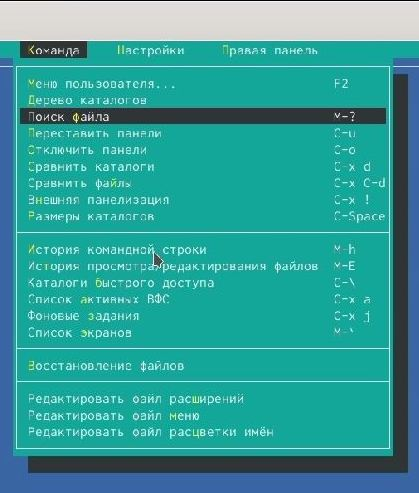 Команда Настройки Правая панель
Меню пользователя... F2
Дерево каталогов
Поиск файла M-?
Переставить панели C-u
Отключить панели C-o
Сравнить каталоги C-x d
Сравнить файлы C-x C-d
Внешняя панелизация C-x !
Размеры каталогов C-Space
История командной строки M-h
История просмотра/редактирования файлов M-E
Каталоги быстрого доступа C-\
Список активных ВФС C-x a
Фоновые задания C-x j
Список экранов M-`
Восстановление файлов
Редактировать файл расширений
Редактировать файл меню
Редактировать файл расцветки имён